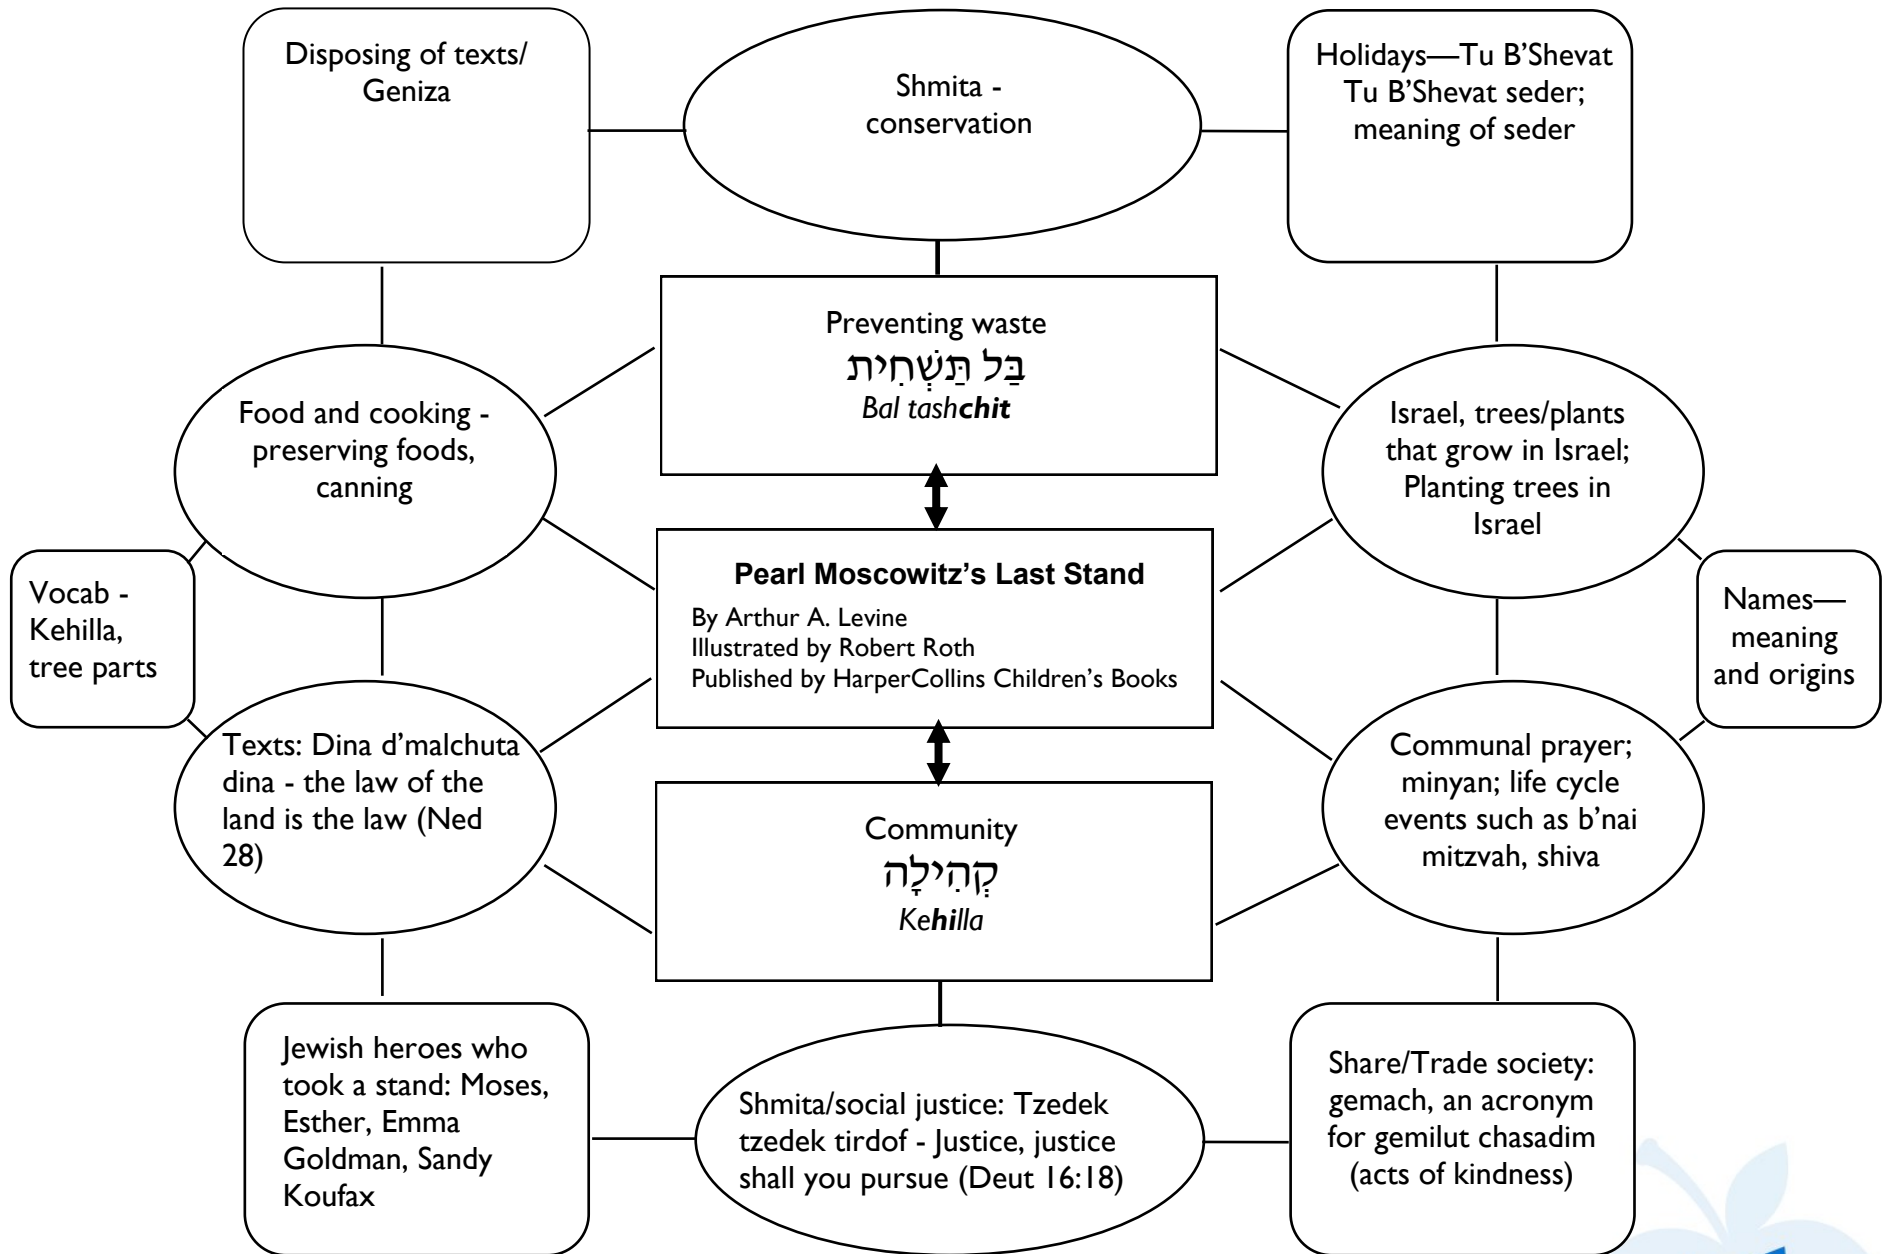 Disposing of texts/
Geniza
Shmita -
conservation
Holidays—Tu B’Shevat
Tu B’Shevat seder;
meaning of seder
Preventing waste
בַּל תַּשְׁחִית
Bal tashchit
Food and cooking -
preserving foods,
canning
Israel, trees/plants
that grow in Israel;
Planting trees in
Israel
Vocab -
Kehilla,
tree parts
Pearl Moscowitz’s Last Stand
By Arthur A. Levine
Illustrated by Robert Roth
Published by HarperCollins Children’s Books
Names—
meaning
and origins
Texts: Dina d’malchuta
dina - the law of the
land is the law (Ned
28)
Community
קְהִילָה
Kehilla
Communal prayer;
minyan; life cycle
events such as b’nai
mitzvah, shiva
Jewish heroes who
took a stand: Moses,
Esther, Emma
Goldman, Sandy
Koufax
Shmita/social justice: Tzedek
tzedek tirdof - Justice, justice
shall you pursue (Deut 16:18)
Share/Trade society:
gemach, an acronym
for gemilut chasadim
(acts of kindness)